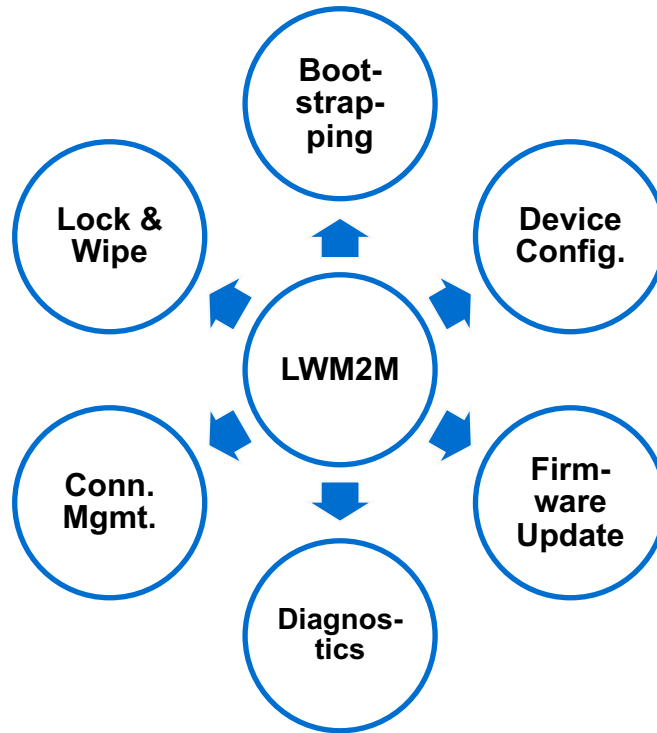 Boot-
strap-
ping
Lock &
Wipe
Device
Config.
LWM2M
Conn.
Mgmt.
Firm-
ware
Update
Diagnos-
tics